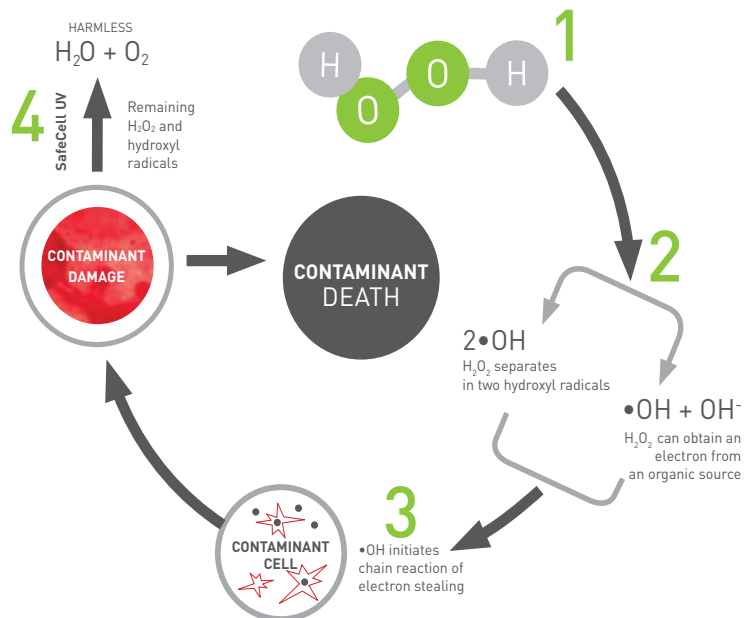 HARMLESS
H₂O + O₂
4
SafeCell UV
Remaining
H₂O₂ and
hydroxyl
radicals
1
H
O
O
H
CONTAMINANT
DAMAGE
CONTAMINANT
DEATH
2
2•OH
H₂O₂ separates
in two hydroxyl radicals
•OH + OH⁻
H₂O₂ can obtain an
electron from
an organic source
3
•OH initiates
chain reaction of
electron stealing
CONTAMINANT
CELL